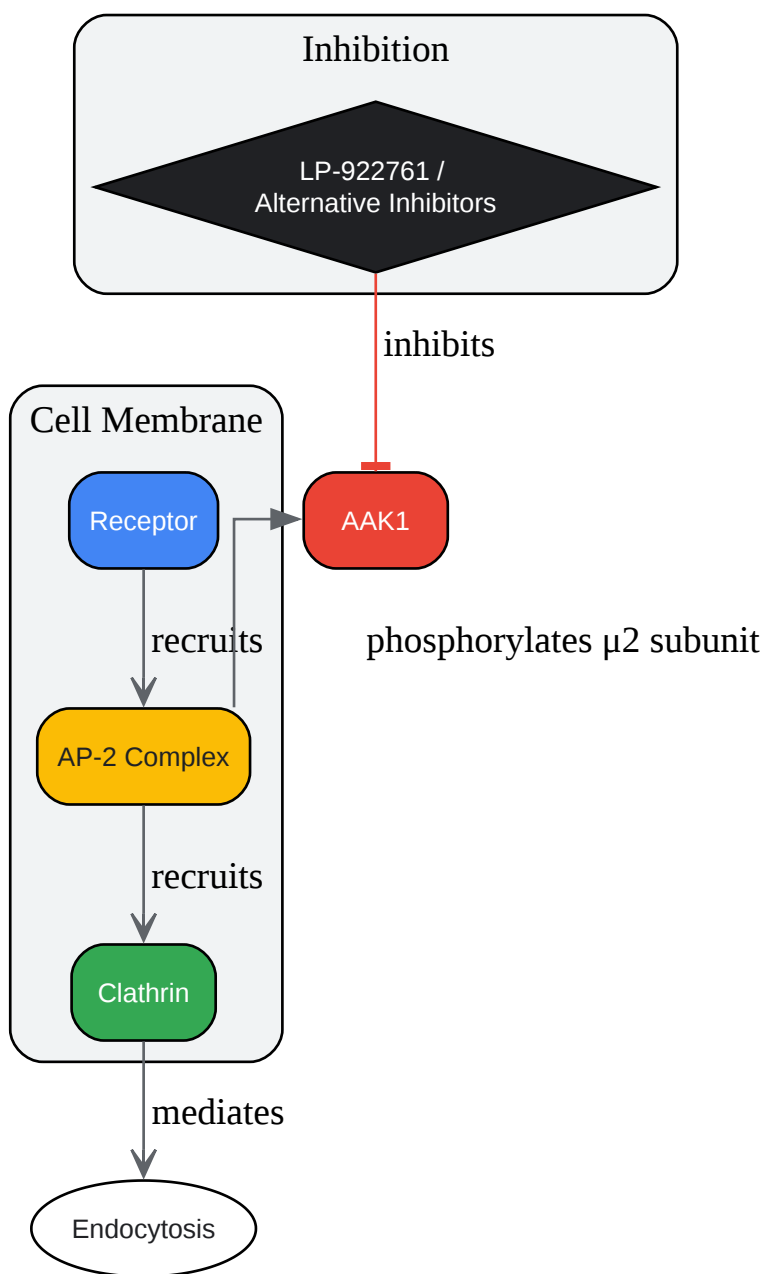 Inhibition
LP-922761 /
Alternative Inhibitors
inhibits
Cell Membrane
Receptor
AAK1
recruits
phosphorylates μ2 subunit
AP-2 Complex
recruits
Clathrin
mediates
Endocytosis